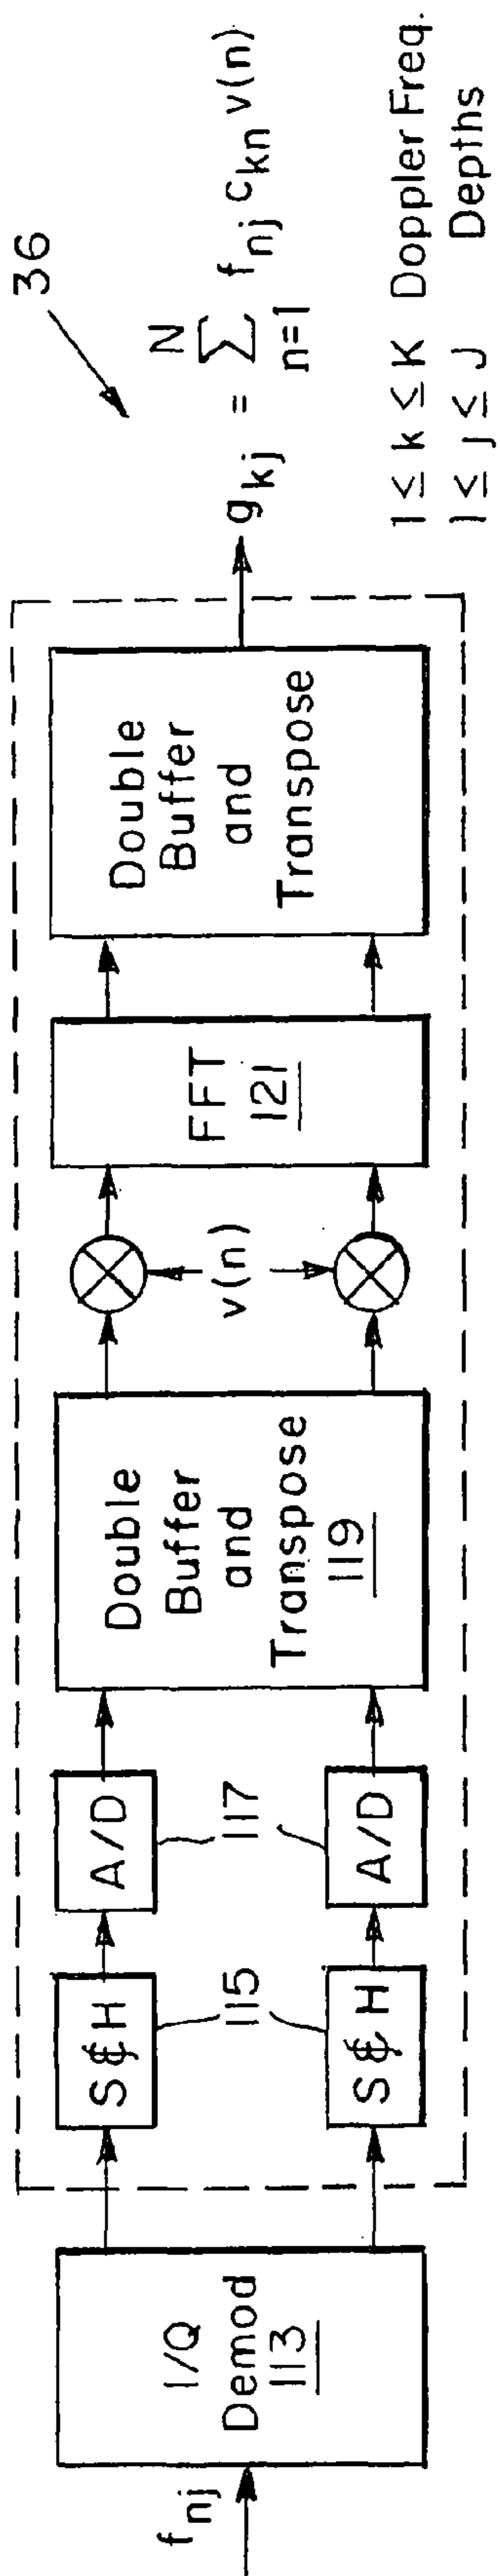 f_nj
I/Q
Demod
113
S&H
S&H
115
A/D
A/D
117
Double
Buffer
and
Transpose
119
v(n)
FFT
121
Double
Buffer
and
Transpose
36
g_kj = N∑n=1 f_nj c_kn v(n)
1 ≤ k ≤ K Doppler Freq.
1 ≤ j ≤ J Depths